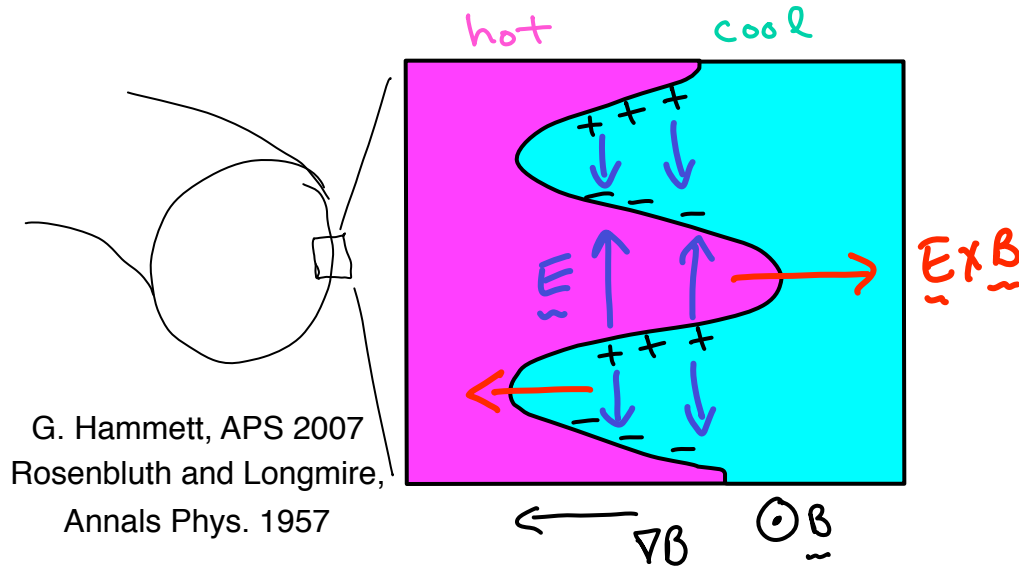 hot
cool
+ + +
− − −
E
E×B
+ + +
− − −
G. Hammett, APS 2007
Rosenbluth and Longmire,
Annals Phys. 1957
∇B
⊙ B